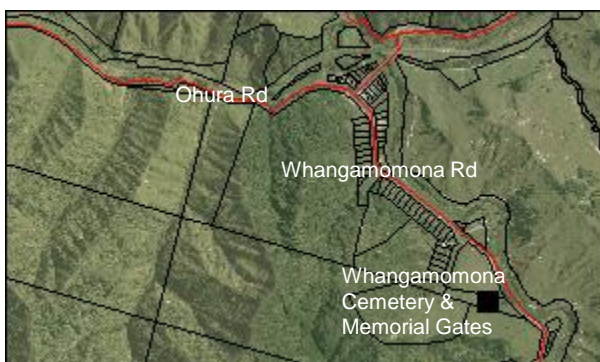 Ohura Rd
Whangamomona Rd
Whangamomona
Cemetery &
Memorial Gates